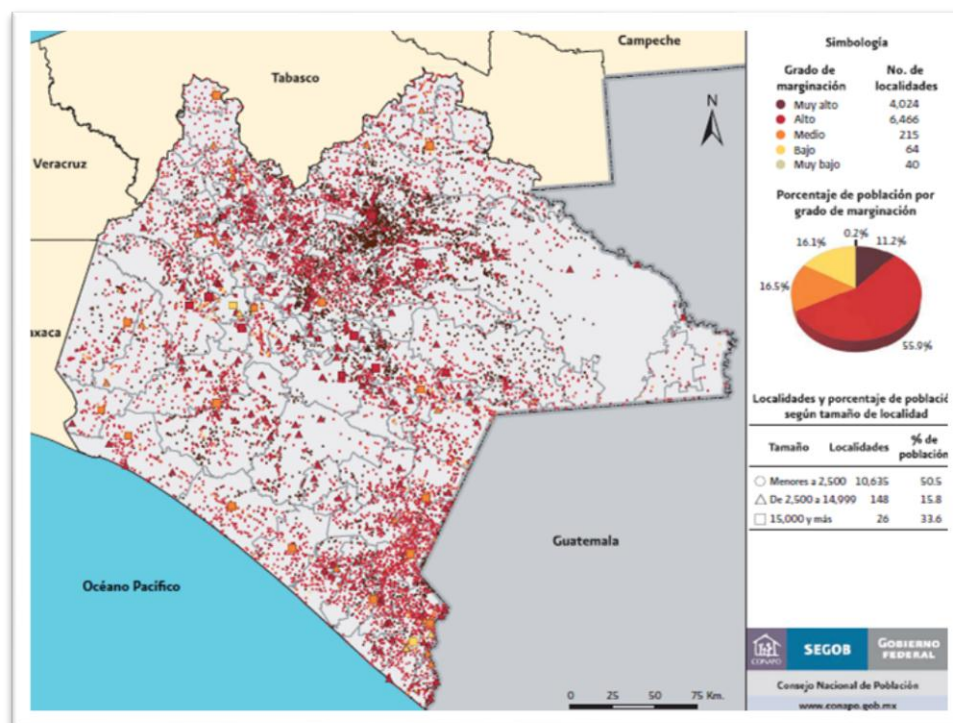 Campeche
Tabasco
Veracruz
N
axaca
Guatemala
Océano Pacífico
0 25 50 75 Km.
Simbología
Grado de marginación No. de localidades
Muy alto 4,024
Alto 6,466
Medio 215
Bajo 64
Muy bajo 40
Porcentaje de población por
grado de marginación
0.2%
16.1%
11.2%
16.5%
55.9%
Localidades y porcentaje de població
según tamaño de localidad
Tamaño Localidades % de población
Menores a 2,500 10,635 50.5
De 2,500 a 14,999 148 15.8
15,000 y más 26 33.6
CONAPO
SEGOB
GOBIERNO
FEDERAL
Consejo Nacional de Población
www.conapo.gob.mx